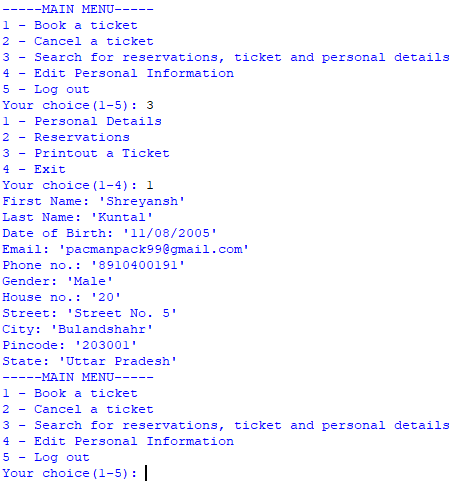 -----MAIN MENU-----
1 - Book a ticket
2 - Cancel a ticket
3 - Search for reservations, ticket and personal details
4 - Edit Personal Information
5 - Log out
Your choice(1-5): 3
1 - Personal Details
2 - Reservations
3 - Printout a Ticket
4 - Exit
Your choice(1-4): 1
First Name: 'Shreyansh'
Last Name: 'Kuntal'
Date of Birth: '11/08/2005'
Email: 'pacmanpack99@gmail.com'
Phone no.: '8910400191'
Gender: 'Male'
House no.: '20'
Street: 'Street No. 5'
City: 'Bulandshahr'
Pincode: '203001'
State: 'Uttar Pradesh'
-----MAIN MENU-----
1 - Book a ticket
2 - Cancel a ticket
3 - Search for reservations, ticket and personal details
4 - Edit Personal Information
5 - Log out
Your choice(1-5):